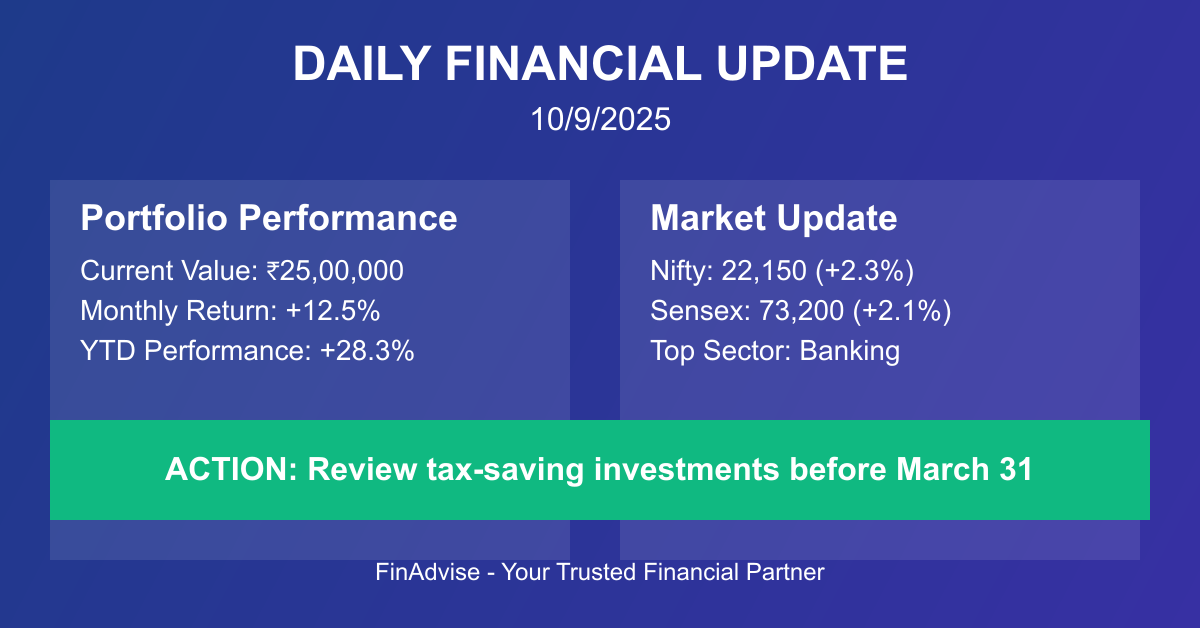 DAILY FINANCIAL UPDATE
10/9/2025
Portfolio Performance
Current Value: ₹25,00,000
Monthly Return: +12.5%
YTD Performance: +28.3%
Market Update
Nifty: 22,150 (+2.3%)
Sensex: 73,200 (+2.1%)
Top Sector: Banking
ACTION: Review tax-saving investments before March 31
FinAdvise - Your Trusted Financial Partner